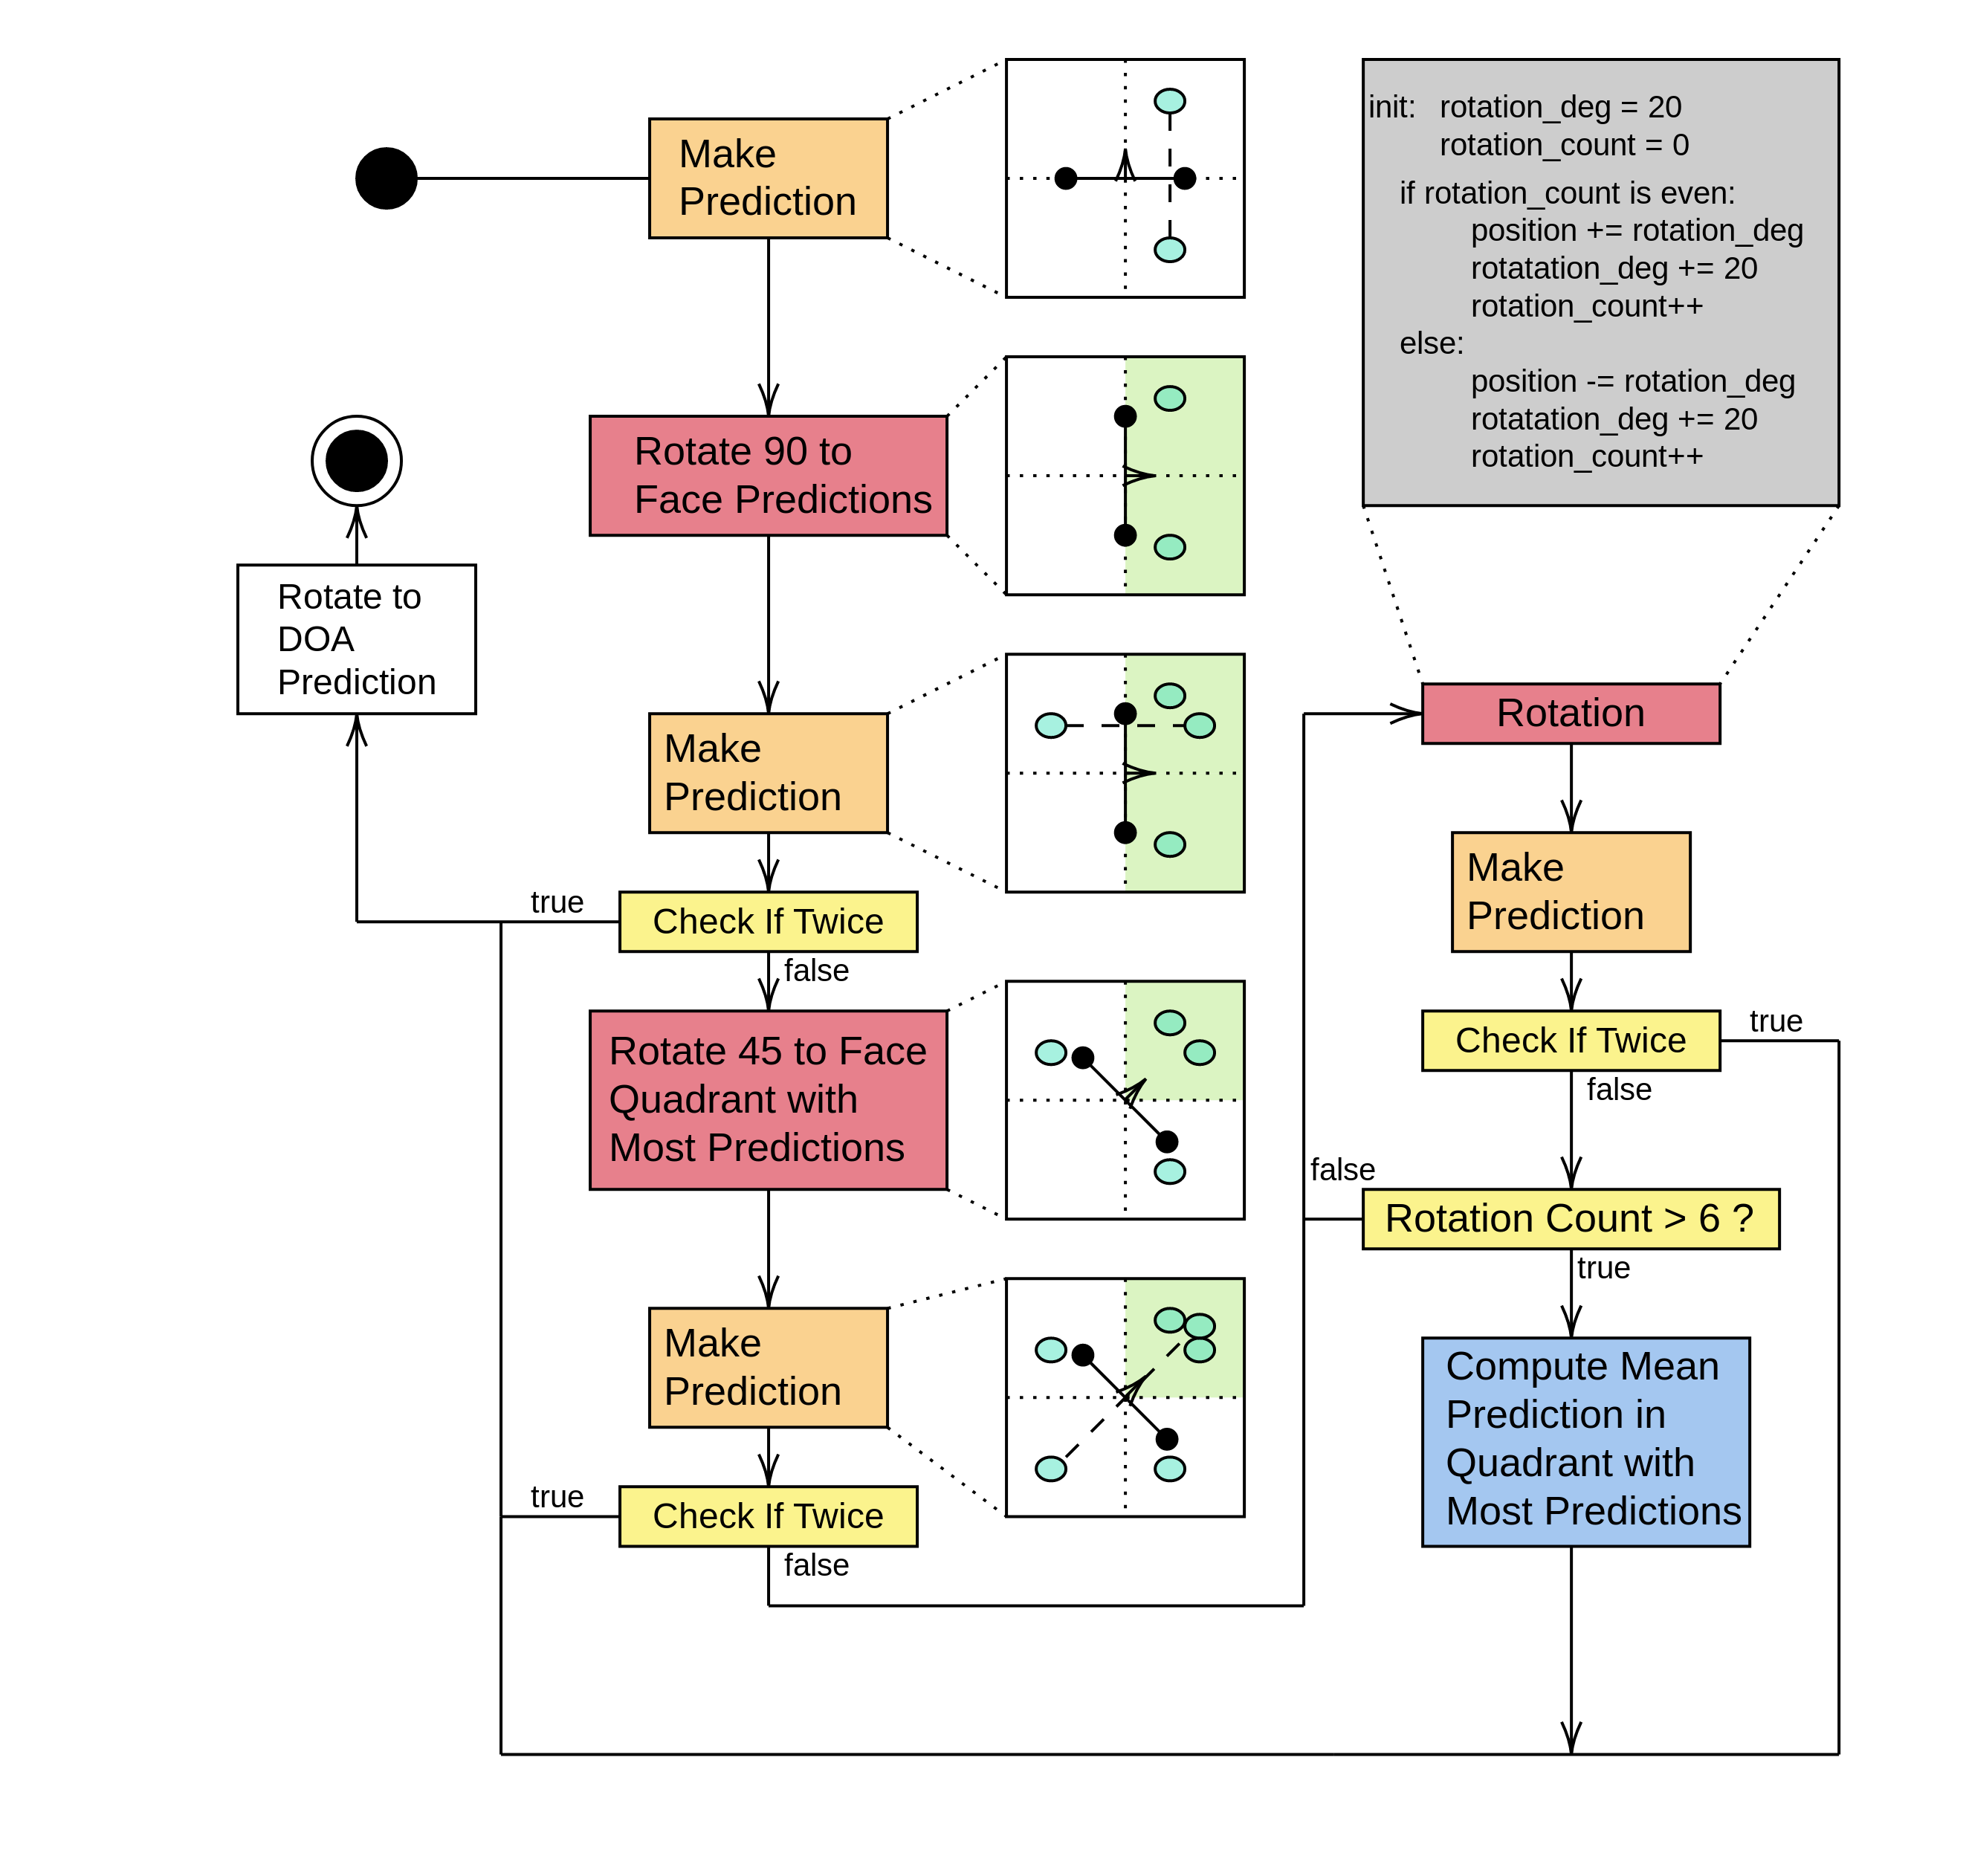 Make
Prediction
Rotate 90 to
Face Predictions
Rotate to
DOA
Prediction
Make
Prediction
true
Check If Twice
false
Rotate 45 to Face
Quadrant with
Most Predictions
Make
Prediction
true
Check If Twice
false
init: rotation_deg = 20
rotation_count = 0
if rotation_count is even:
position += rotation_deg
rotatation_deg += 20
rotation_count++
else:
position -= rotation_deg
rotatation_deg += 20
rotation_count++
Rotation
Make
Prediction
Check If Twice
true
false
false
Rotation Count > 6 ?
true
Compute Mean
Prediction in
Quadrant with
Most Predictions